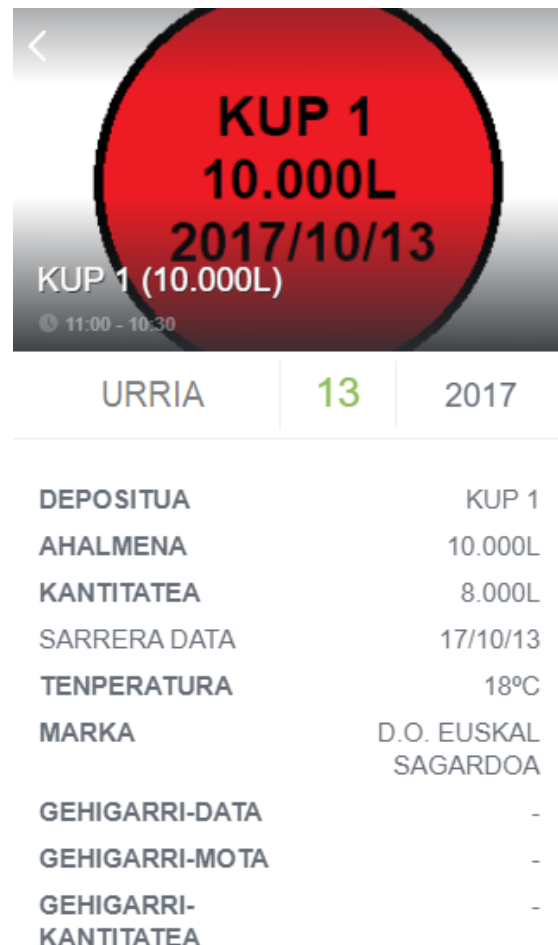 KUP 1
10.000L
2017/10/13
KUP 1 (10.000L)
11:00 - 10:30
URRIA 13 2017
DEPOSITUA KUP 1
AHALMENA 10.000L
KANTITATEA 8.000L
SARRERA DATA 17/10/13
TENPERATURA 18ºC
MARKA D.O. EUSKAL
SAGARDOA
GEHIGARRI-DATA -
GEHIGARRI-MOTA -
GEHIGARRI- -
KANTITATEA